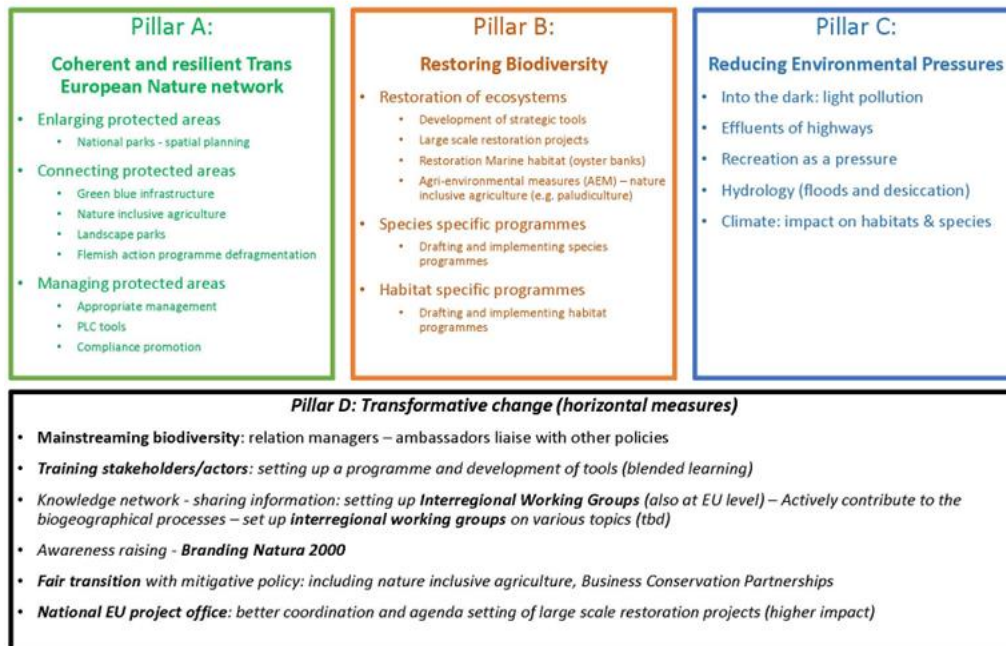 Pillar A:
Coherent and resilient Trans
European Nature network
• Enlarging protected areas
• National parks - spatial planning
• Connecting protected areas
• Green blue infrastructure
• Nature inclusive agriculture
• Landscape parks
• Flemish action programme defragmentation
• Managing protected areas
• Appropriate management
• PLC tools
• Compliance promotion
Pillar B:
Restoring Biodiversity
• Restoration of ecosystems
• Development of strategic tools
• Large scale restoration projects
• Restoration Marine habitat (oyster banks)
• Agri-environmental measures (AEM) – nature
inclusive agriculture (e.g. paludiculture)
• Species specific programmes
• Drafting and implementing species
programmes
• Habitat specific programmes
• Drafting and implementing habitat
programmes
Pillar C:
Reducing Environmental Pressures
• Into the dark: light pollution
• Effluents of highways
• Recreation as a pressure
• Hydrology (floods and desiccation)
• Climate: impact on habitats & species
Pillar D: Transformative change (horizontal measures)
• Mainstreaming biodiversity: relation managers – ambassadors liaise with other policies
• Training stakeholders/actors: setting up a programme and development of tools (blended learning)
• Knowledge network - sharing information: setting up Interregional Working Groups (also at EU level) – Actively contribute to the
biogeographical processes – set up interregional working groups on various topics (tbd)
• Awareness raising - Branding Natura 2000
• Fair transition with mitigative policy: including nature inclusive agriculture, Business Conservation Partnerships
• National EU project office: better coordination and agenda setting of large scale restoration projects (higher impact)